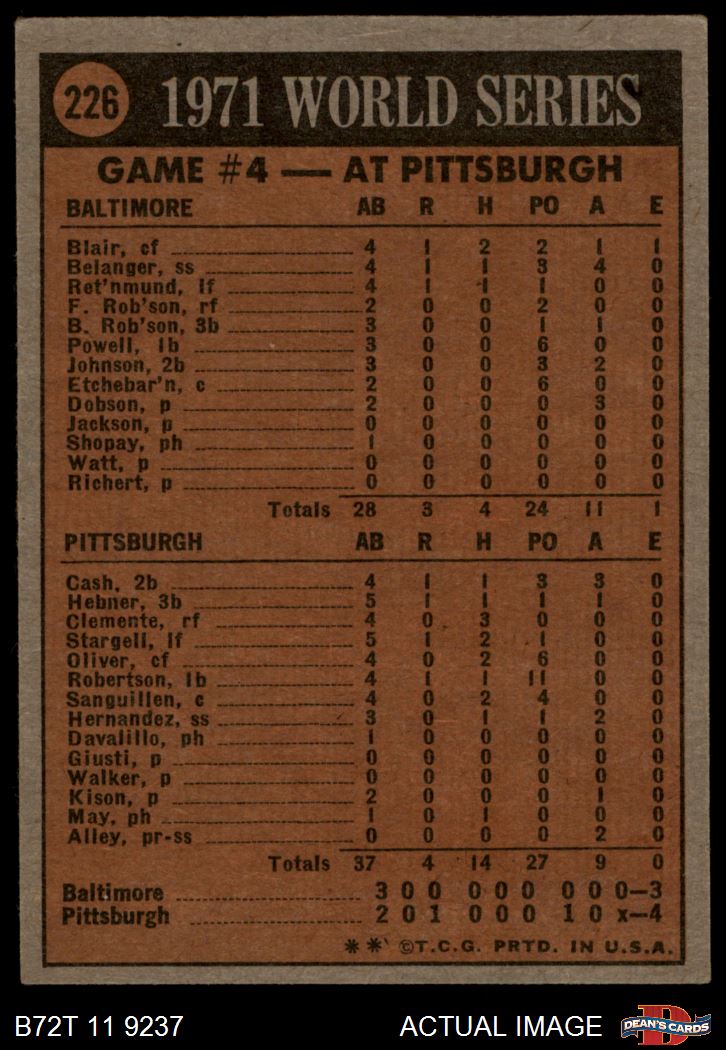 226 1971 WORLD SERIES
GAME #4 — AT PITTSBURGH
BALTIMORE AB R H PO A E
Blair, cf 4 1 2 2 1 1
Belanger, ss 4 1 1 3 4 0
Ret'nmund, lf 4 1 1 1 0 0
F. Rob'son, rf 2 0 0 2 0 0
B. Rob'son, 3b 3 0 0 1 1 0
Powell, 1b 3 0 0 6 0 0
Johnson, 2b 3 0 0 3 2 0
Etchebar'n, c 2 0 0 6 0 0
Dobson, p 2 0 0 0 3 0
Jackson, p 0 0 0 0 0 0
Shopay, ph 1 0 0 0 0 0
Watt, p 0 0 0 0 0 0
Richert, p 0 0 0 0 0 0
Totals 28 3 4 24 11 1
PITTSBURGH AB R H PO A E
Cash, 2b 4 1 1 3 3 0
Hebner, 3b 5 1 1 1 1 0
Clemente, rf 4 0 3 0 0 0
Stargell, lf 5 1 2 1 0 0
Oliver, cf 4 0 2 6 0 0
Robertson, 1b 4 1 1 11 0 0
Sanguillen, c 4 0 2 4 0 0
Hernandez, ss 3 0 1 1 2 0
Davalillo, ph 1 0 0 0 0 0
Giusti, p 0 0 0 0 0 0
Walker, p 0 0 0 0 0 0
Kison, p 2 0 0 0 1 0
May, ph 1 0 1 0 0 0
Alley, pr-ss 0 0 0 0 2 0
Totals 37 4 14 27 9 0
Baltimore 3 0 0 0 0 0 0 0 0—3
Pittsburgh 2 0 1 0 0 0 1 0 x—4
** ©T.C.G. PRTD. IN U.S.A.
B72T 11 9237 ACTUAL IMAGE D DEAN'S CARDS